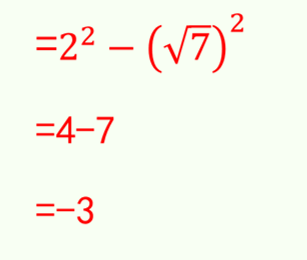 =2² − (√7)²
=4−7
=−3